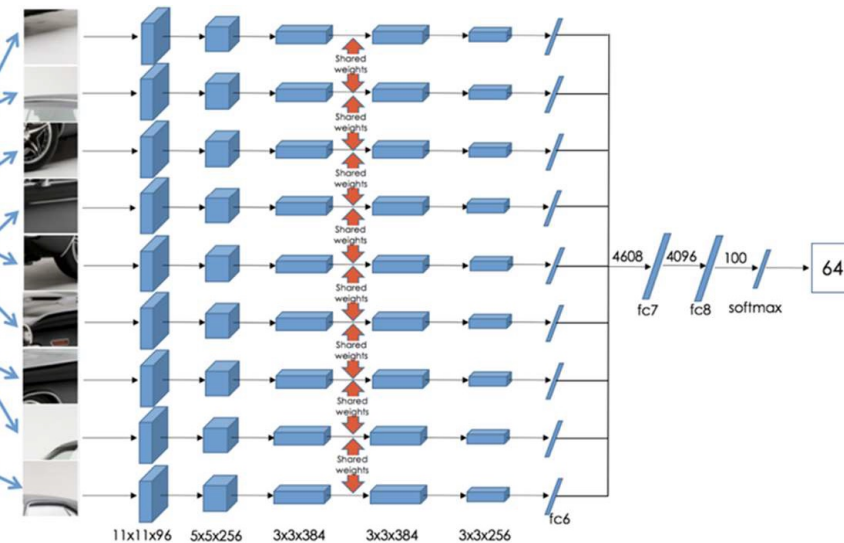 Shared
weights
Shared
weights
Shared
weights
Shared
weights
Shared
weights
Shared
weights
Shared
weights
Shared
weights
4608
4096
100
64
fc7
fc8
softmax
fc6
11x11x96
5x5x256
3x3x384
3x3x384
3x3x256